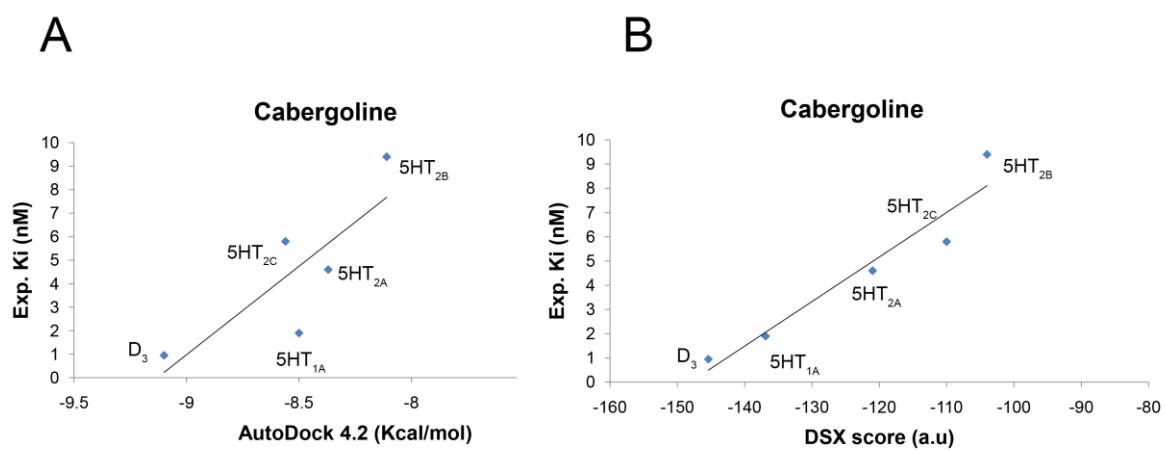 A
Cabergoline
Exp. Ki (nM)
10
9
8
7
6
5
4
3
2
1
0
5HT2B
5HT2C
5HT2A
D3
5HT1A
-9.5 -9 -8.5 -8
AutoDock 4.2 (Kcal/mol)
B
Cabergoline
Exp. Ki (nM)
10
9
8
7
6
5
4
3
2
1
0
5HT2B
5HT2C
5HT2A
D3
5HT1A
-160 -150 -140 -130 -120 -110 -100 -90 -80
DSX score (a.u)